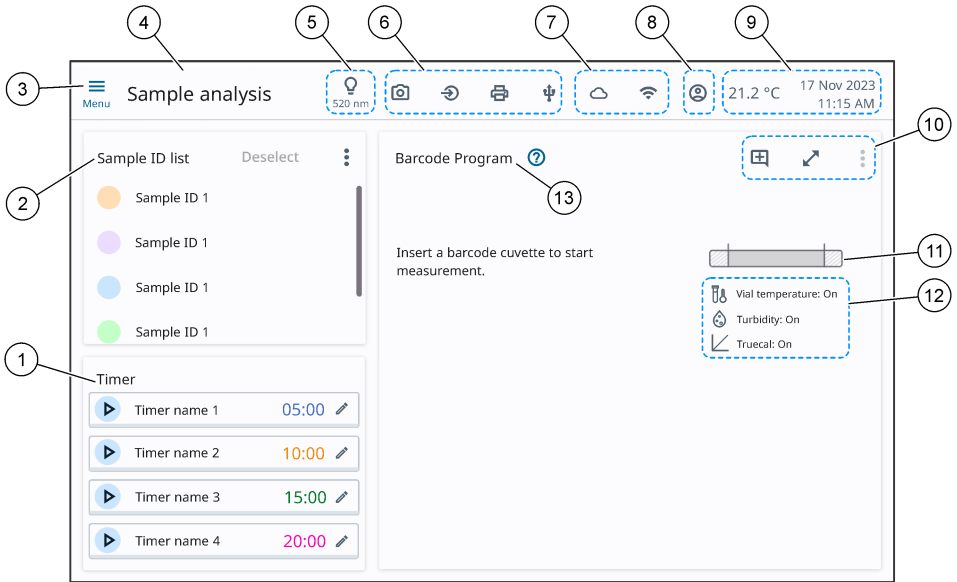 4
5
6
7
8
9
3
Menu
Sample analysis
520 nm
21.2 °C
17 Nov 2023
11:15 AM
10
2
Sample ID list
Deselect
Sample ID 1
Sample ID 1
Sample ID 1
Sample ID 1
Barcode Program
13
Insert a barcode cuvette to start
measurement.
11
12
Vial temperature: On
Turbidity: On
Truecal: On
1
Timer
Timer name 1 05:00
Timer name 2 10:00
Timer name 3 15:00
Timer name 4 20:00